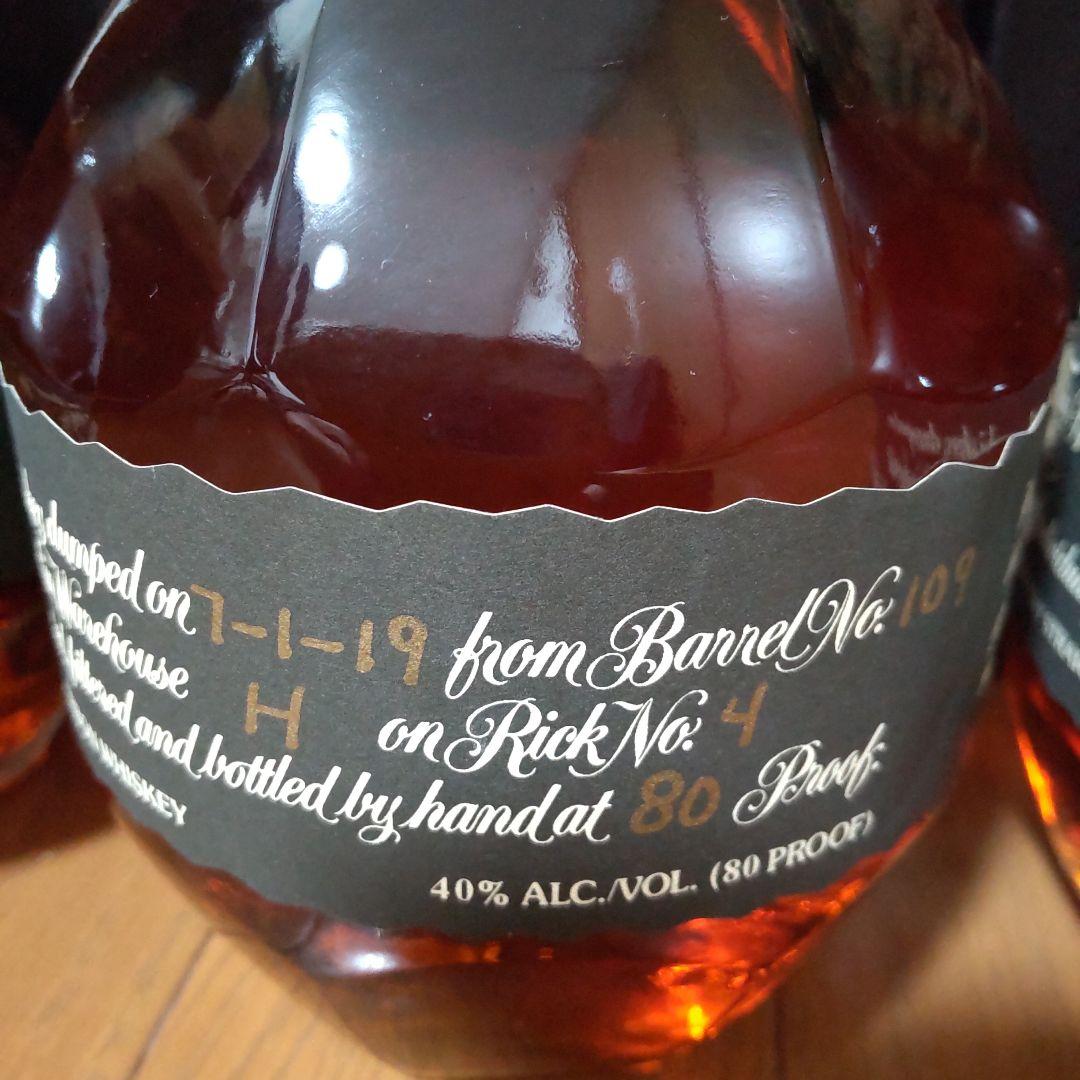 dumped on 7-1-19 from Barrel No. 109
Warehouse H on Rick No. 4
filtered and bottled by hand at 80 Proof.
WHISKEY 40% ALC./VOL. (80 PROOF)